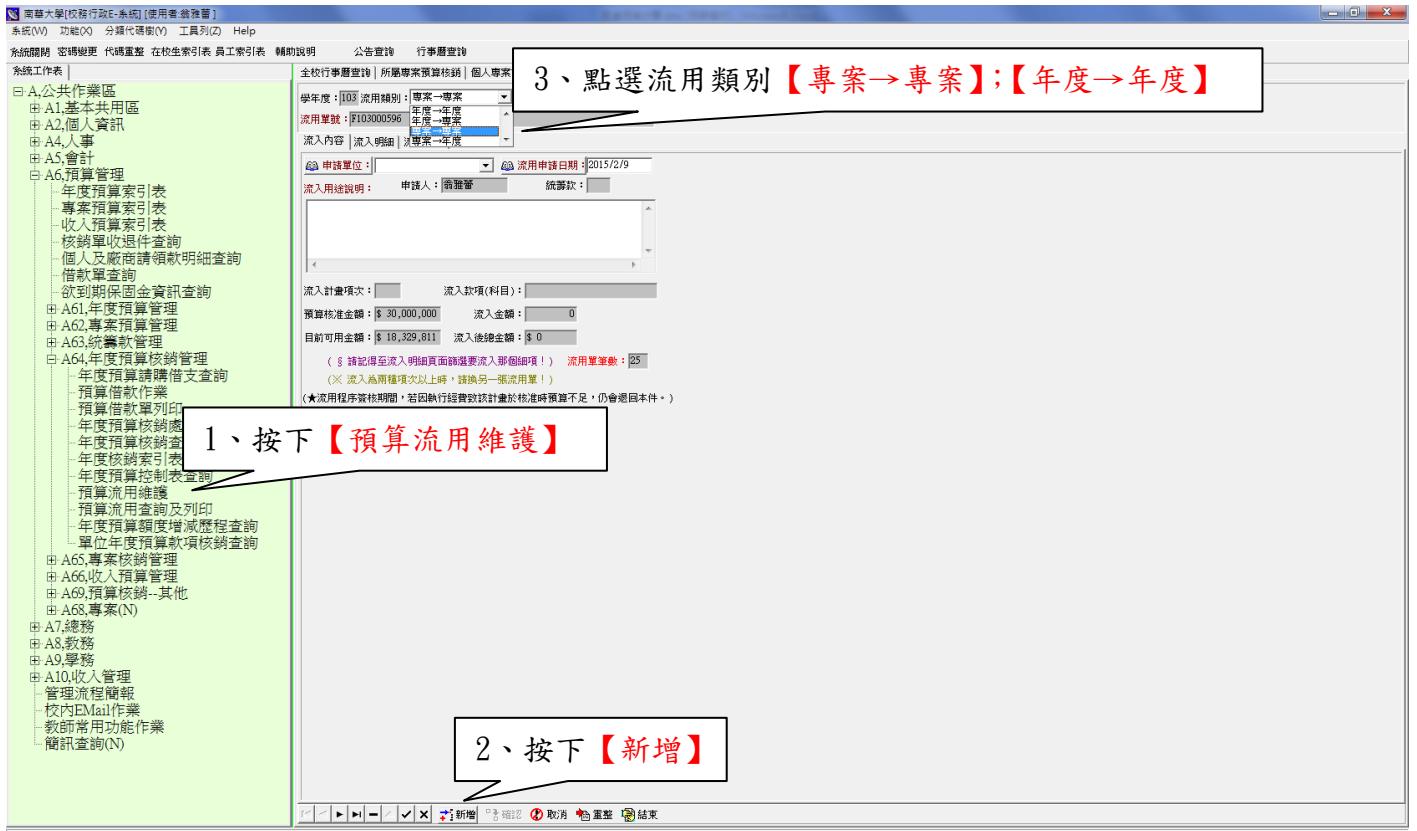 南華大學[校務行政E-系統] [使用者:翁雅蕾]
系統(W) 功能(X) 分類代碼樹(Y) 工具列(Z) Help
系統關閉 密碼變更 代碼重整 在校生索引表 員工索引表 輔助說明 公告查詢 行事曆查詢
系統工作表
A,公共作業區
A1,基本共用區
A2,個人資訊
A4,人事
A5,會計
A6,預算管理
年度預算索引表
專案預算索引表
收入預算索引表
核銷單收退件查詢
個人及廠商請領款明細查詢
借款單查詢
欲到期保固金資訊查詢
A61,年度預算管理
A62,專案預算管理
A63,統籌款管理
A64,年度預算核銷管理
年度預算請購借支查詢
預算借款作業
預算借款單列印
年度預算核銷處
年度預算核銷查
年度核銷索引表
年度預算控制表查詢
預算流用維護
預算流用查詢及列印
年度預算額度增減歷程查詢
單位年度預算款項核銷查詢
A65,專案核銷管理
A66,收入預算管理
A69,預算核銷--其他
A68,專案(N)
A7,總務
A8,教務
A9,學務
A10,收入管理
管理流程簡報
校內EMail作業
教師常用功能作業
簡訊查詢(N)
全校行事曆查詢 所屬專案預算核銷 個人專案
學年度：103 流用類別：專案→專案
年度→年度
流用單號：F103000596 年度→專案
專案→專案
流入內容 流入明細 專案→年度
申請單位： 流用申請日期：2015/2/9
流入用途說明： 申請人：翁雅蕾 統籌款：
流入計畫項次： 流入款項(科目)：
預算核准金額：$ 30,000,000 流入金額： 0
目前可用金額：$ 18,329,811 流入後總金額：$ 0
( § 請記得至流入明細頁面篩選要流入那個細項！) 流用單筆數：25
(※ 流入為兩種項次以上時，請換另一張流用單！)
(★流用程序簽核期間，若因執行經費致該計畫於核准時預算不足，仍會退回本件。)
3、點選流用類別【專案→專案】；【年度→年度】
1、按下【預算流用維護】
2、按下【新增】
新增 確認 取消 重整 結束